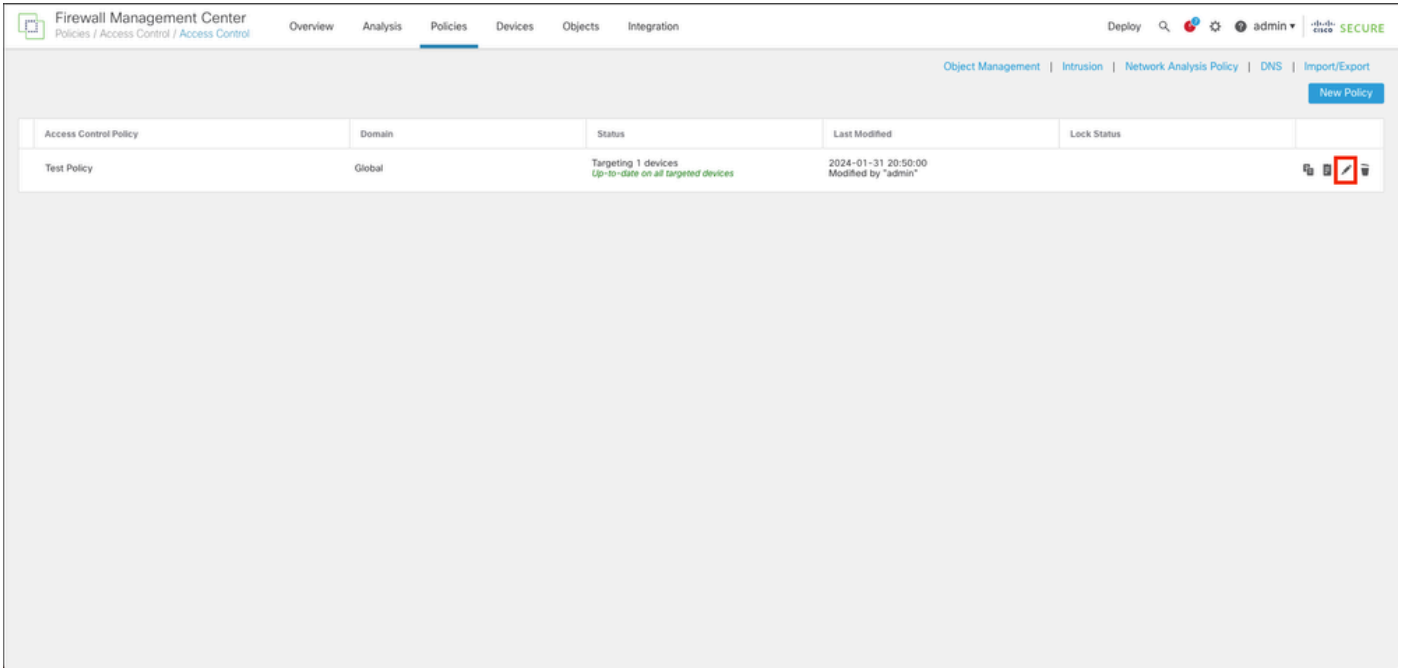 Firewall Management Center
Policies / Access Control / Access Control
Overview Analysis Policies Devices Objects Integration
Deploy admin cisco SECURE
Object Management | Intrusion | Network Analysis Policy | DNS | Import/Export
New Policy
Access Control Policy Domain Status Last Modified Lock Status
Test Policy Global Targeting 1 devices 2024-01-31 20:50:00
Up-to-date on all targeted devices Modified by "admin"